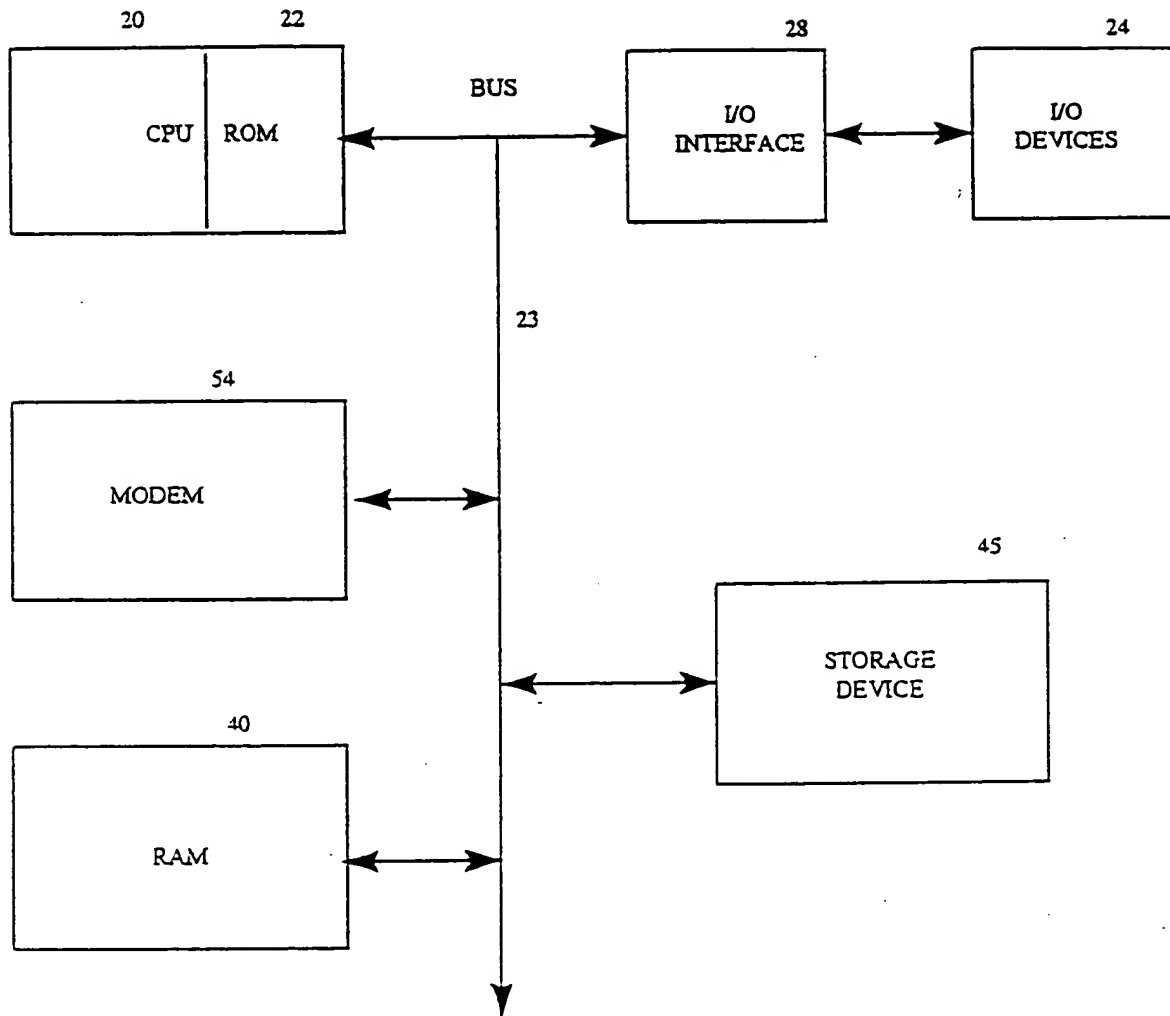 20
22
28
24
BUS
CPU
ROM
I/O
INTERFACE
I/O
DEVICES
23
54
MODEM
45
STORAGE
DEVICE
40
RAM